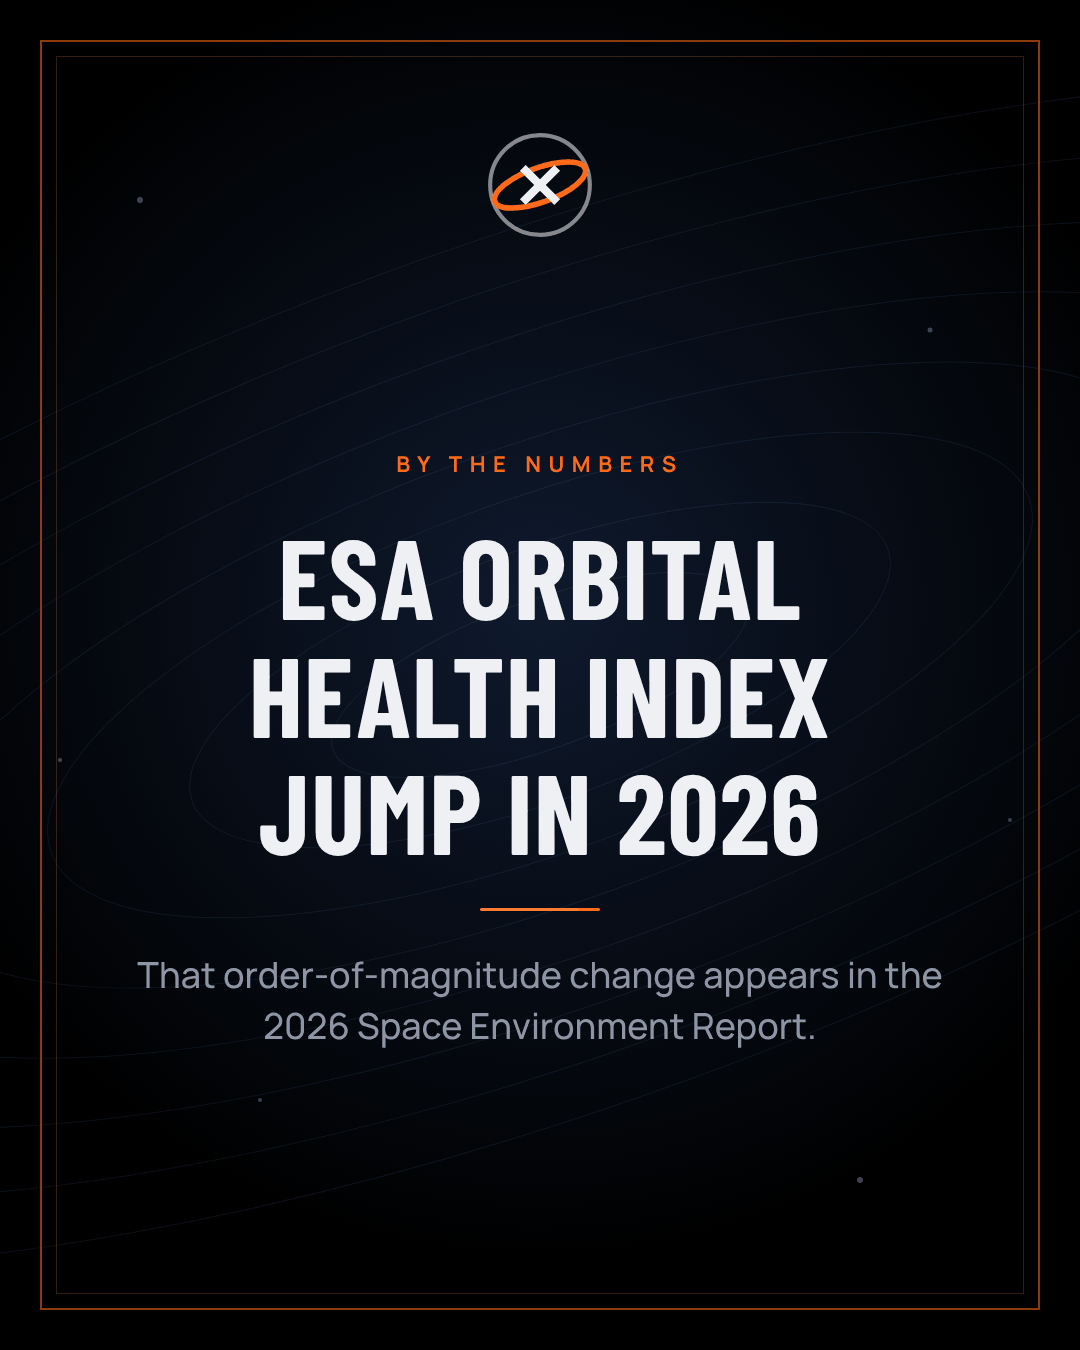 BY THE NUMBERS
ESA ORBITAL
HEALTH INDEX
JUMP IN 2026
That order-of-magnitude change appears in the
2026 Space Environment Report.